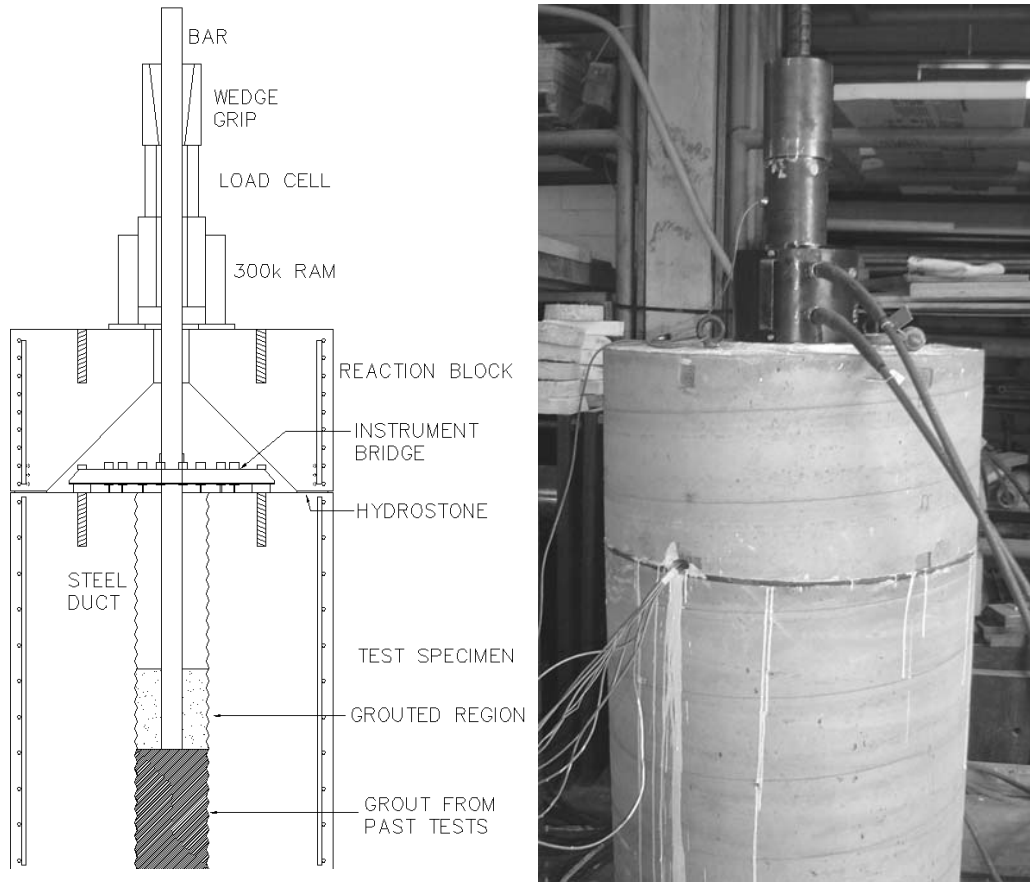 BAR
WEDGE
GRIP
LOAD CELL
300k RAM
REACTION BLOCK
INSTRUMENT
BRIDGE
HYDROSTONE
STEEL
DUCT
TEST SPECIMEN
GROUTED REGION
GROUT FROM
PAST TESTS